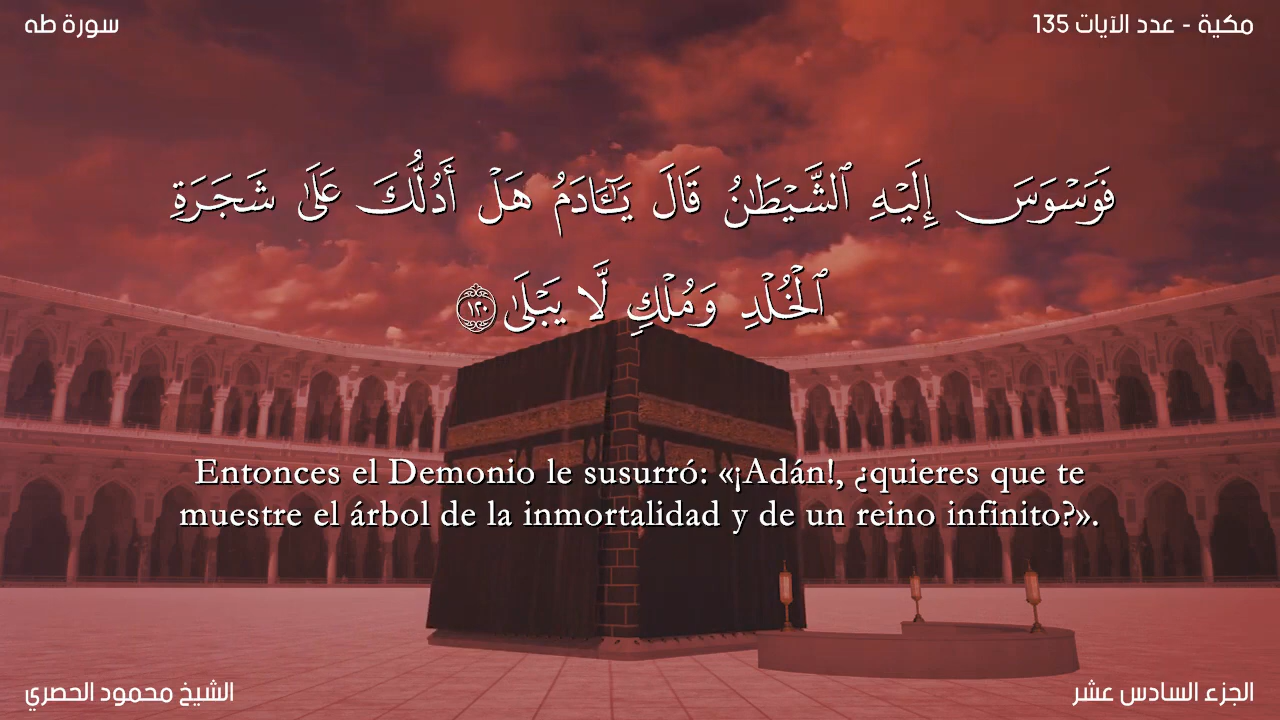 سورة طه
مكية - عدد الآيات 135
فَوَسْوَسَ إِلَيْهِ ٱلشَّيْطَـٰنُ قَالَ يَـٰٓـَٔادَمُ هَلْ أَدُلُّكَ عَلَىٰ شَجَرَةِ
ٱلْخُلْدِ وَمُلْكٍ لَّا يَبْلَىٰ ١٢٠
Entonces el Demonio le susurró: «¡Adán!, ¿quieres que te
muestre el árbol de la inmortalidad y de un reino infinito?».
الشيخ محمود الحصري
الجزء السادس عشر